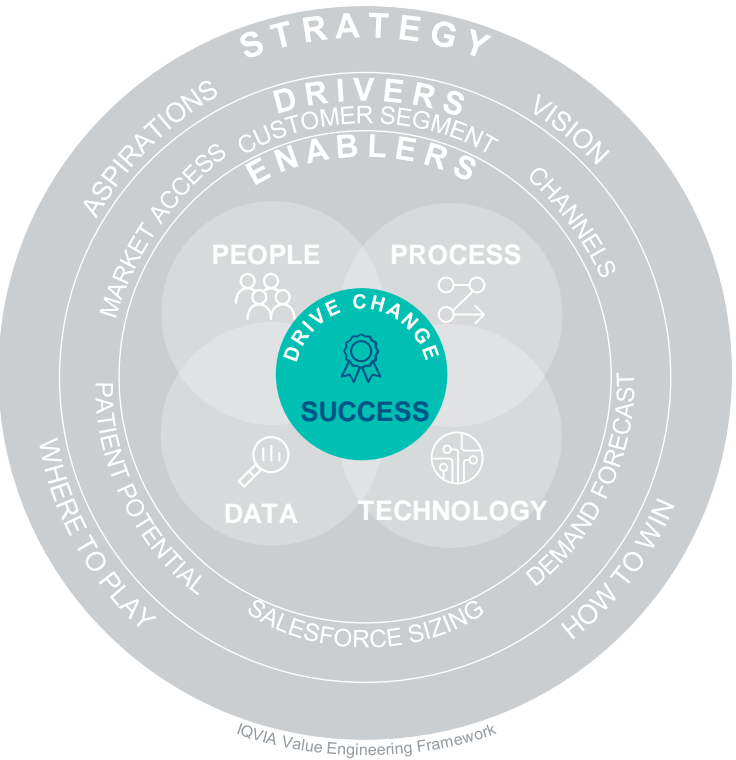 STRATEGY
ASPIRATIONS
VISION
WHERE TO PLAY
HOW TO WIN
DRIVERS
CUSTOMER SEGMENT
MARKET ACCESS
CHANNELS
PATIENT POTENTIAL
DEMAND FORECAST
SALESFORCE SIZING
ENABLERS
PEOPLE
PROCESS
DRIVE CHANGE
SUCCESS
DATA
TECHNOLOGY
IQVIA Value Engineering Framework